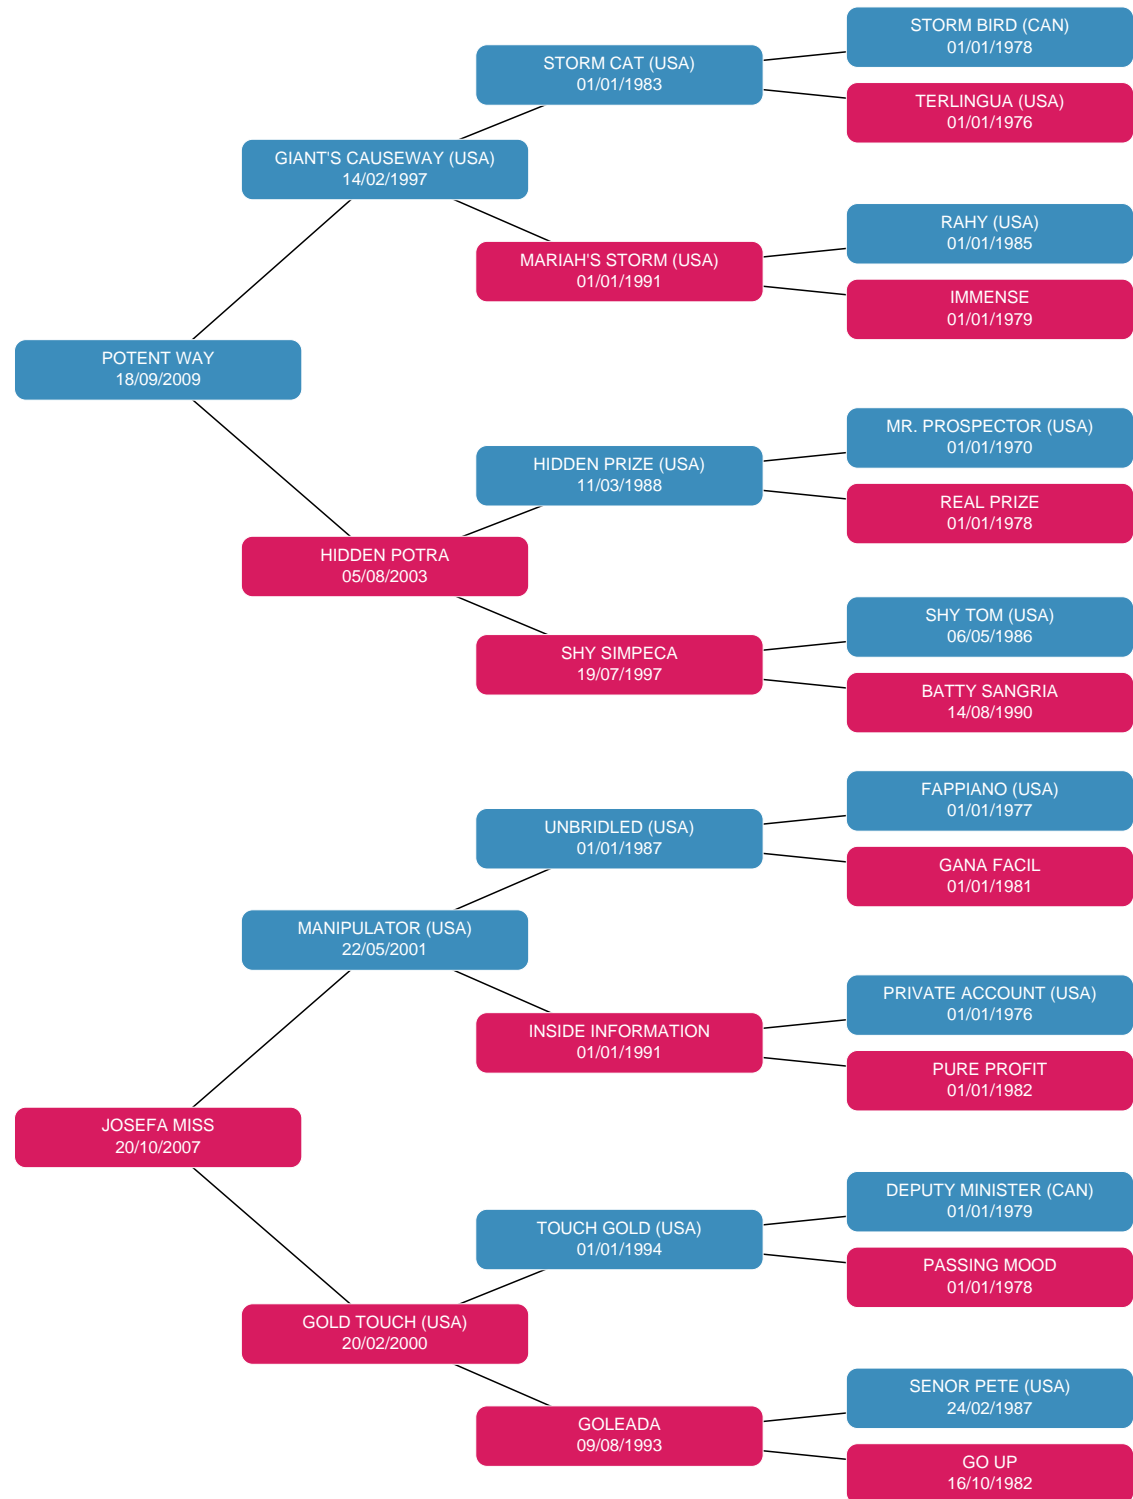 STORM BIRD (CAN)
01/01/1978
STORM CAT (USA)
01/01/1983
TERLINGUA (USA)
01/01/1976
GIANT'S CAUSEWAY (USA)
14/02/1997
RAHY (USA)
01/01/1985
MARIAH'S STORM (USA)
01/01/1991
IMMENSE
01/01/1979
POTENT WAY
18/09/2009
MR. PROSPECTOR (USA)
01/01/1970
HIDDEN PRIZE (USA)
11/03/1988
REAL PRIZE
01/01/1978
HIDDEN POTRA
05/08/2003
SHY TOM (USA)
06/05/1986
SHY SIMPECA
19/07/1997
BATTY SANGRIA
14/08/1990
FAPPIANO (USA)
01/01/1977
UNBRIDLED (USA)
01/01/1987
GANA FACIL
01/01/1981
MANIPULATOR (USA)
22/05/2001
PRIVATE ACCOUNT (USA)
01/01/1976
INSIDE INFORMATION
01/01/1991
PURE PROFIT
01/01/1982
JOSEFA MISS
20/10/2007
DEPUTY MINISTER (CAN)
01/01/1979
TOUCH GOLD (USA)
01/01/1994
PASSING MOOD
01/01/1978
GOLD TOUCH (USA)
20/02/2000
SENOR PETE (USA)
24/02/1987
GOLEADA
09/08/1993
GO UP
16/10/1982